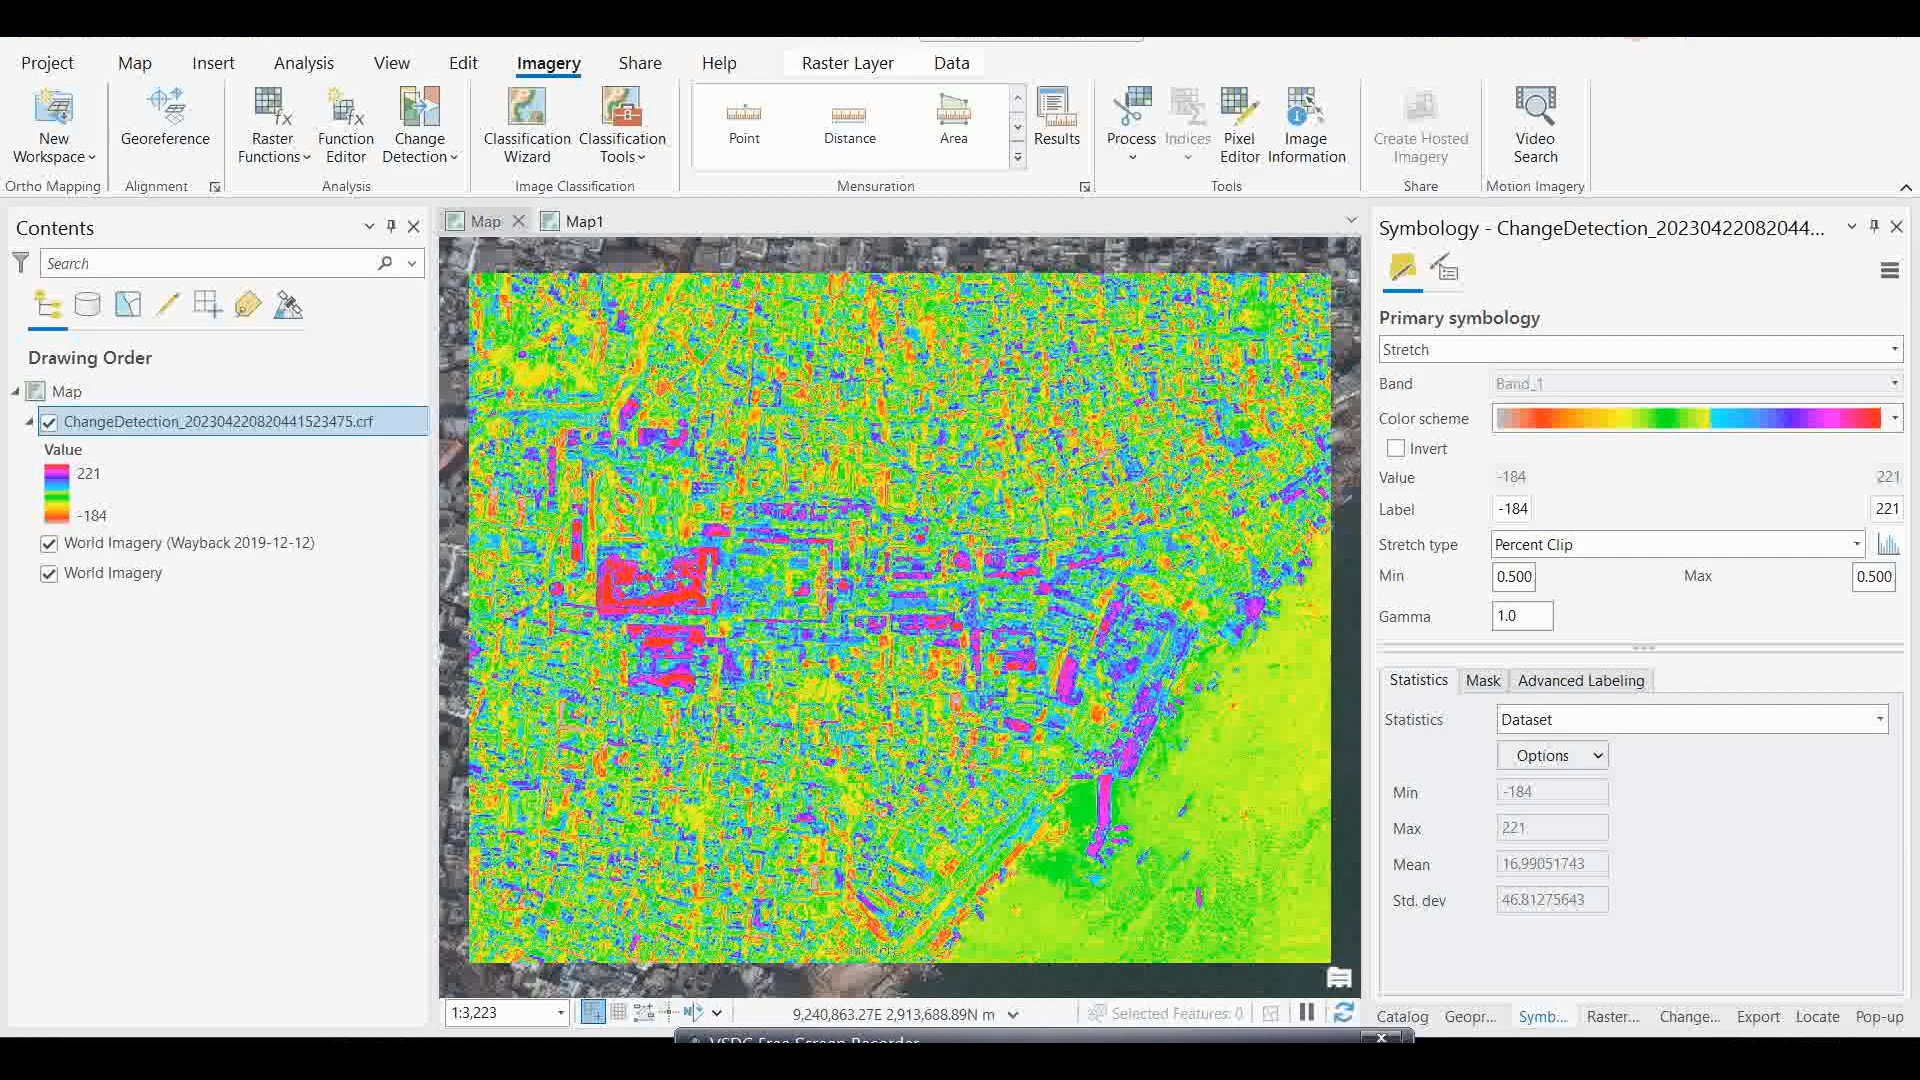 Project Map Insert Analysis View Edit Imagery Share Help Raster Layer Data
New Workspace
Georeference
Raster Functions
Function Editor
Change Detection
Classification Wizard
Classification Tools
Point
Distance
Area
Results
Process
Indices
Pixel Editor
Image Information
Create Hosted Imagery
Video Search
Ortho Mapping Alignment Analysis Image Classification Mensuration Tools Share Motion Imagery
Contents
Search
Drawing Order
Map
ChangeDetection_202304220820441523475.crf
Value
221
-184
World Imagery (Wayback 2019-12-12)
World Imagery
Map Map1
1:3,223
9,240,863.27E 2,913,688.89N m
Selected Features: 0
Symbology - ChangeDetection_20230422082044...
Primary symbology
Stretch
Band Band_1
Color scheme
Invert
Value -184 221
Label -184 221
Stretch type Percent Clip
Min 0.500 Max 0.500
Gamma 1.0
Statistics Mask Advanced Labeling
Statistics Dataset
Options
Min -184
Max 221
Mean 16.99051743
Std. dev 46.81275643
Catalog Geopr... Symb... Raster... Change... Export Locate Pop-up
VSDC Free Screen Recorder